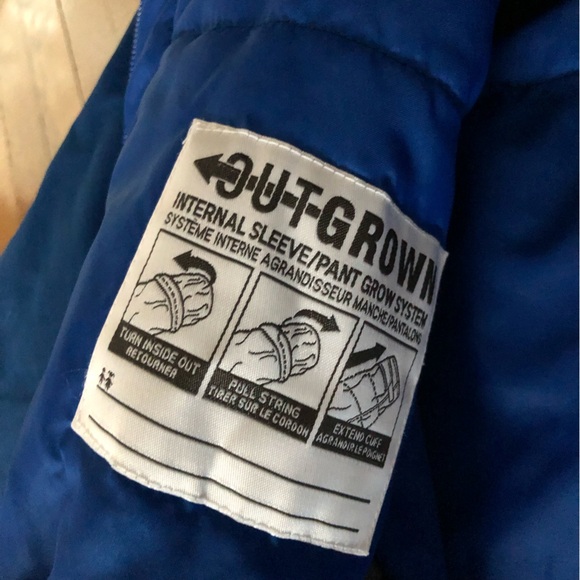 OUTGROWN
INTERNAL SLEEVE/PANT GROW SYSTEM
SYSTÈME INTERNE AGRANDISSEUR MANCHE/PANTALONS
TURN INSIDE OUT
RETOURNER
PULL STRING
TIRER SUR LE CORDON
EXTEND CUFF
AGRANDIR LE POIGNET